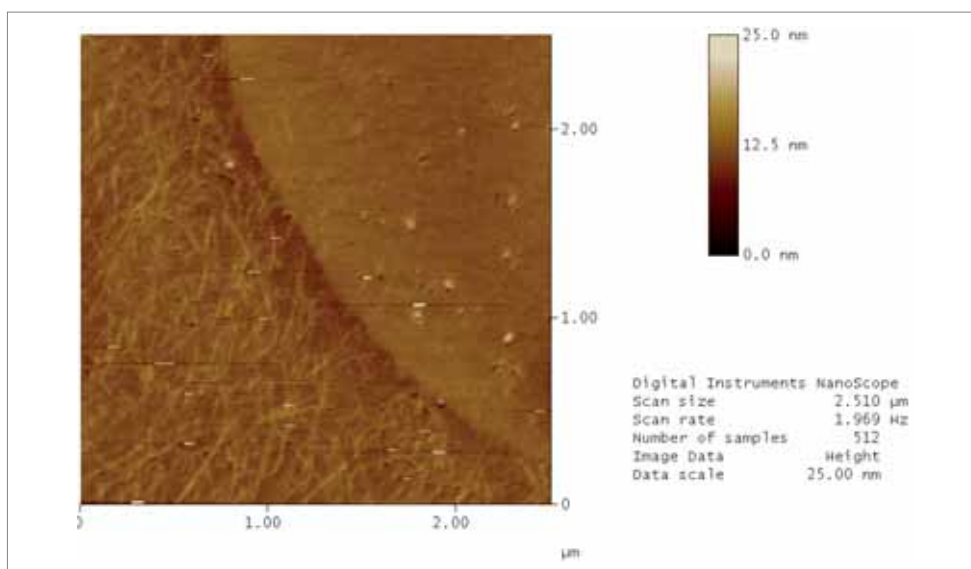 25.0 nm
12.5 nm
0.0 nm
2.00
1.00
0
0
1.00
2.00
µm
Digital Instruments NanoScope
Scan size 2.510 µm
Scan rate 1.969 Hz
Number of samples 512
Image Data Height
Data scale 25.00 nm